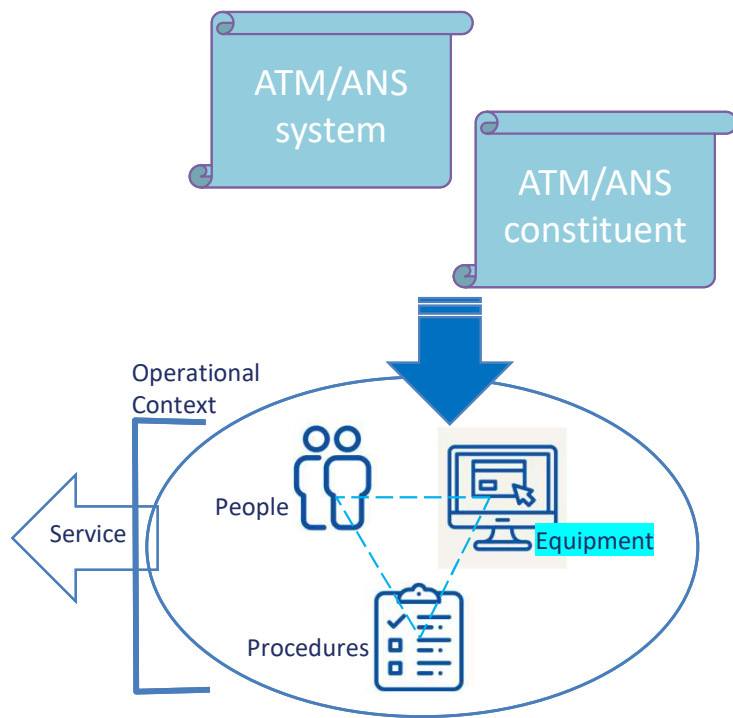 ATM/ANS
system
ATM/ANS
constituent
Operational
Context
People
Service
Equipment
Procedures